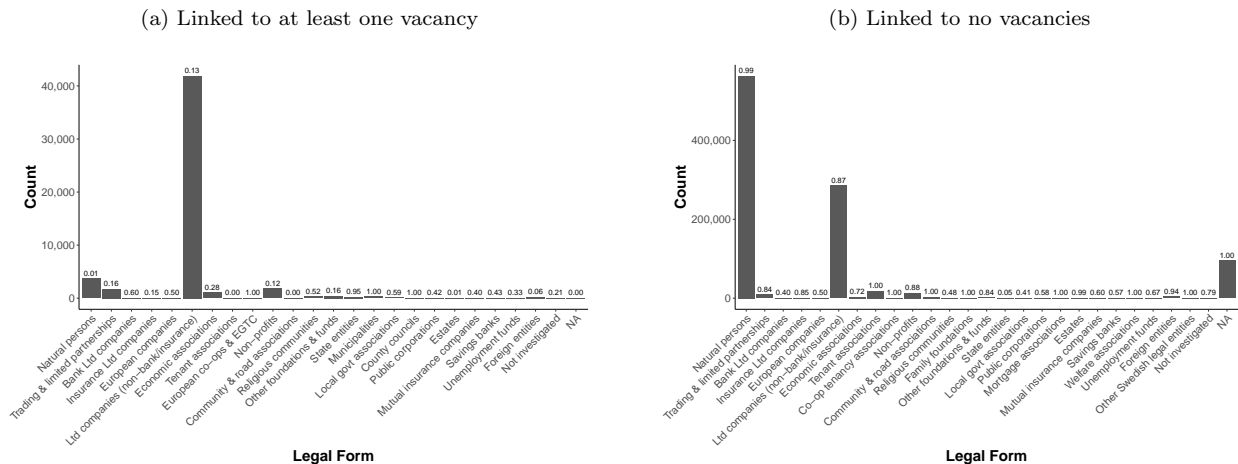 (a) Linked to at least one vacancy
40,000
30,000
20,000
10,000
0
Count
0.01
0.16
0.60
0.15
0.50
0.13
0.28
0.00
1.00
0.12
0.00
0.52
0.16
0.95
1.00
0.59
1.00
0.42
0.01
0.40
0.43
0.33
0.06
0.21
0.00
Natural persons
Trading & limited partnerships
Bank Ltd companies
Insurance Ltd companies
European companies
Ltd companies (non−bank/insurance)
Economic associations
Tenant associations
European co−ops & EGTC
Non−profits
Community & road associations
Religious communities
Other foundations & funds
State entities
Municipalities
Local govt associations
County councils
Public corporations
Estates
Mutual insurance companies
Savings banks
Unemployment funds
Foreign entities
Not investigated
NA
Legal Form
(b) Linked to no vacancies
400,000
200,000
0
Count
0.99
0.84
0.40
0.85
0.50
0.87
0.72
1.00
1.00
0.88
1.00
0.48
1.00
0.84
0.05
0.41
0.58
1.00
0.99
0.60
0.57
1.00
0.67
0.94
1.00
0.79
1.00
Natural persons
Trading & limited partnerships
Bank Ltd companies
Insurance Ltd companies
European companies
Ltd companies (non−bank/insurance)
Economic associations
Tenant associations
Co−op tenancy associations
Non−profits
Community & road associations
Religious communities
Family foundations
Other foundations & funds
State entities
Local govt associations
Public corporations
Mortgage associations
Estates
Mutual insurance companies
Savings banks
Welfare associations
Unemployment funds
Foreign entities
Other Swedish legal entities
Not investigated
NA
Legal Form